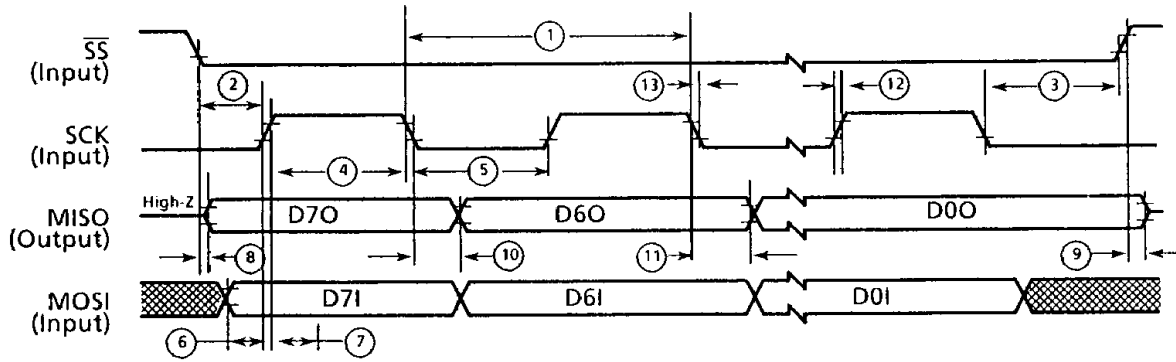 SS
(Input)
1
2
13
12
3
SCK
(Input)
4
5
High-Z
MISO
(Output)
D7O
D6O
D0O
8
10
11
9
MOSI
(Input)
D7I
D6I
D0I
6
7